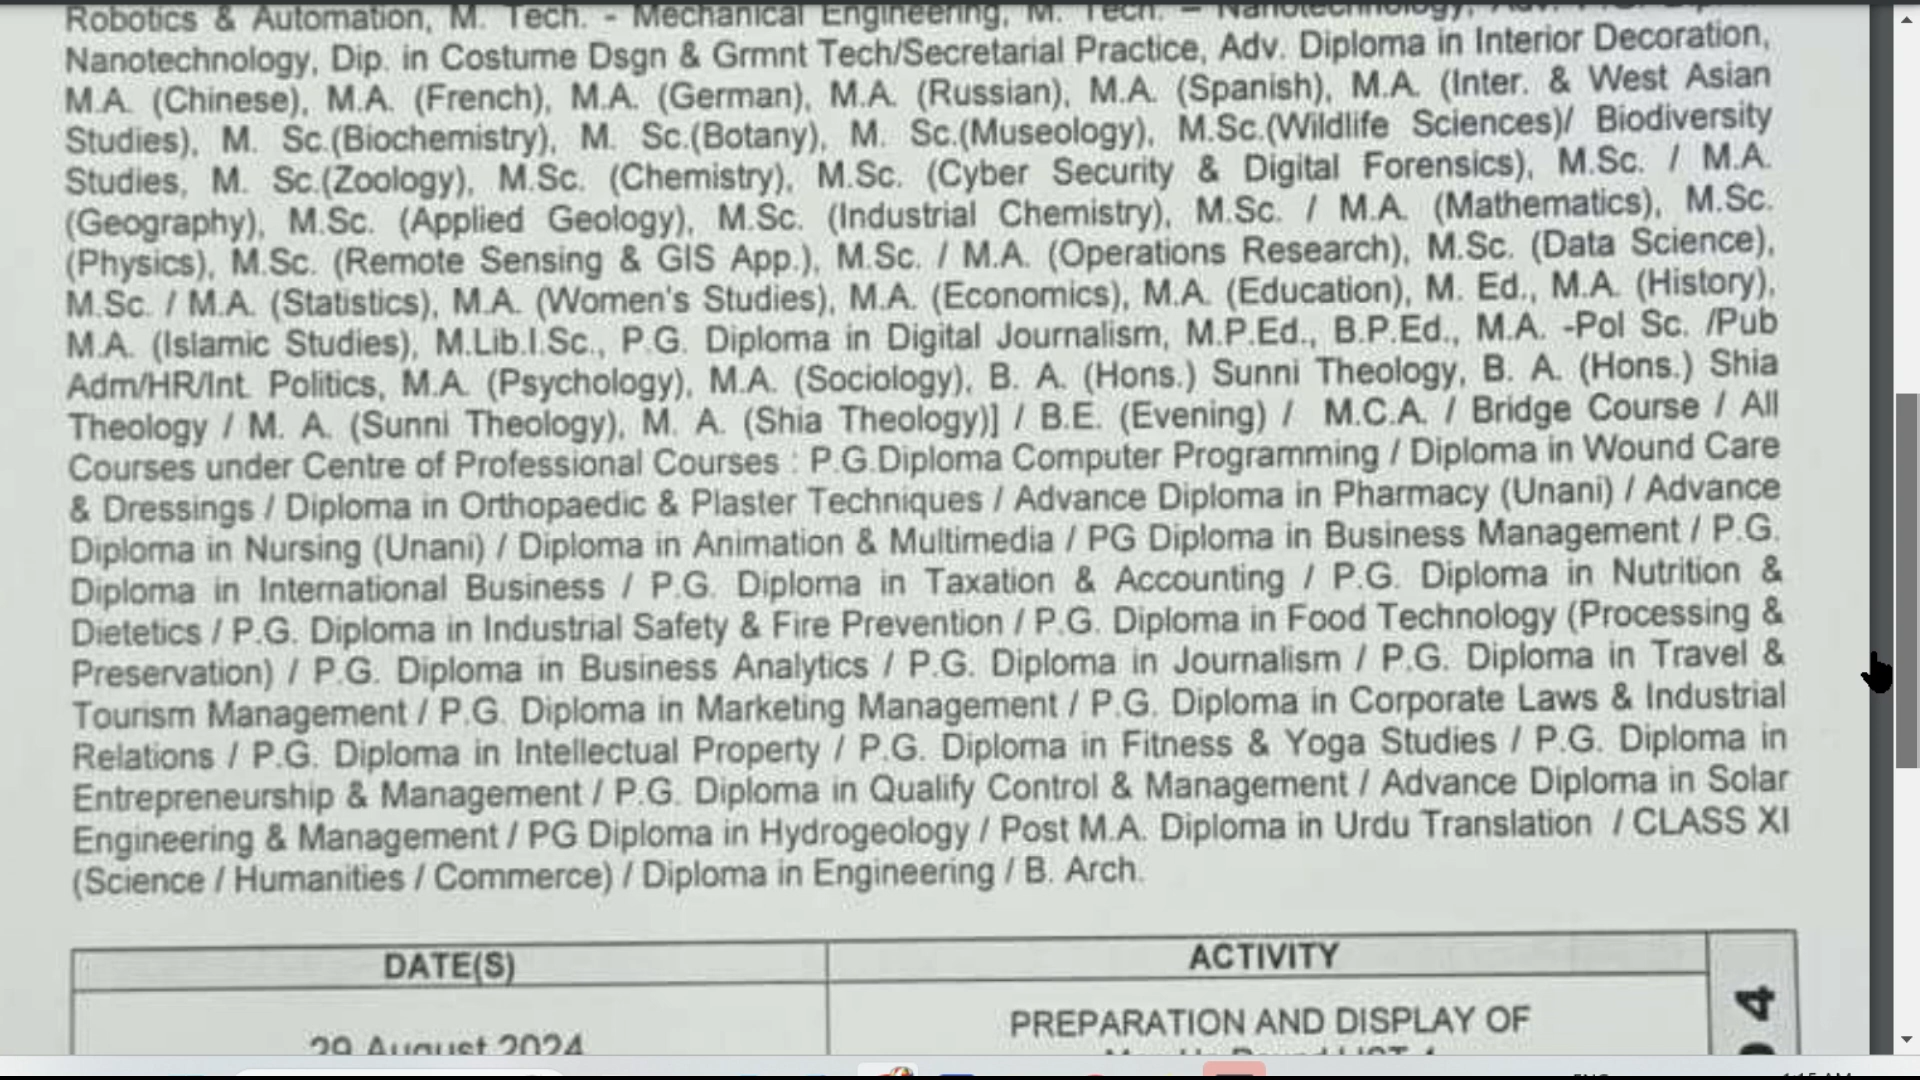 Robotics & Automation, M. Tech. - Mechanical Engineering, M. Tech. – Nanotechnology, Adv.
Nanotechnology, Dip. in Costume Dsgn & Grmnt Tech/Secretarial Practice, Adv. Diploma in Interior Decoration,
M.A. (Chinese), M.A. (French), M.A. (German), M.A. (Russian), M.A. (Spanish), M.A. (Inter. & West Asian
Studies), M. Sc.(Biochemistry), M. Sc.(Botany), M. Sc.(Museology), M.Sc.(Wildlife Sciences)/ Biodiversity
Studies, M. Sc.(Zoology), M.Sc. (Chemistry), M.Sc. (Cyber Security & Digital Forensics), M.Sc. / M.A.
(Geography), M.Sc. (Applied Geology), M.Sc. (Industrial Chemistry), M.Sc. / M.A. (Mathematics), M.Sc.
(Physics), M.Sc. (Remote Sensing & GIS App.), M.Sc. / M.A. (Operations Research), M.Sc. (Data Science),
M.Sc. / M.A. (Statistics), M.A. (Women's Studies), M.A. (Economics), M.A. (Education), M. Ed., M.A. (History),
M.A. (Islamic Studies), M.Lib.I.Sc., P.G. Diploma in Digital Journalism, M.P.Ed., B.P.Ed., M.A. -Pol Sc. /Pub
Adm/HR/Int. Politics, M.A. (Psychology), M.A. (Sociology), B. A. (Hons.) Sunni Theology, B. A. (Hons.) Shia
Theology / M. A. (Sunni Theology), M. A. (Shia Theology)] / B.E. (Evening) / M.C.A. / Bridge Course / All
Courses under Centre of Professional Courses : P.G.Diploma Computer Programming / Diploma in Wound Care
& Dressings / Diploma in Orthopaedic & Plaster Techniques / Advance Diploma in Pharmacy (Unani) / Advance
Diploma in Nursing (Unani) / Diploma in Animation & Multimedia / PG Diploma in Business Management / P.G.
Diploma in International Business / P.G. Diploma in Taxation & Accounting / P.G. Diploma in Nutrition &
Dietetics / P.G. Diploma in Industrial Safety & Fire Prevention / P.G. Diploma in Food Technology (Processing &
Preservation) / P.G. Diploma in Business Analytics / P.G. Diploma in Journalism / P.G. Diploma in Travel &
Tourism Management / P.G. Diploma in Marketing Management / P.G. Diploma in Corporate Laws & Industrial
Relations / P.G. Diploma in Intellectual Property / P.G. Diploma in Fitness & Yoga Studies / P.G. Diploma in
Entrepreneurship & Management / P.G. Diploma in Qualify Control & Management / Advance Diploma in Solar
Engineering & Management / PG Diploma in Hydrogeology / Post M.A. Diploma in Urdu Translation / CLASS XI
(Science / Humanities / Commerce) / Diploma in Engineering / B. Arch.
DATE(S) ACTIVITY
29 August 2024
PREPARATION AND DISPLAY OF
4